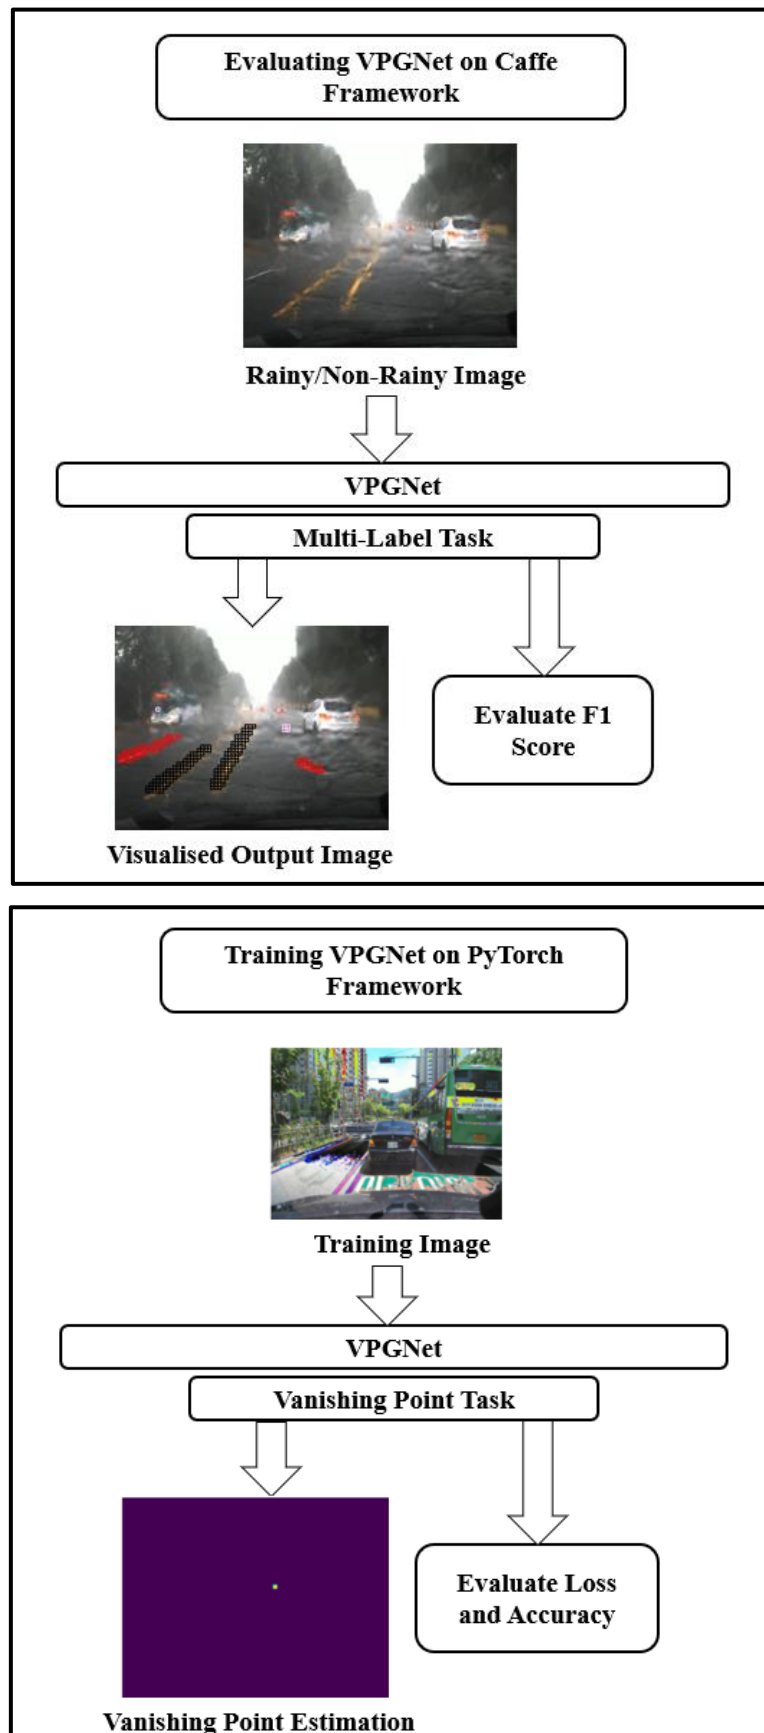 Evaluating VPGNet on Caffe
Framework
Rainy/Non-Rainy Image
VPGNet
Multi-Label Task
Evaluate F1
Score
Visualised Output Image
Training VPGNet on PyTorch
Framework
Training Image
VPGNet
Vanishing Point Task
Evaluate Loss
and Accuracy
Vanishing Point Estimation